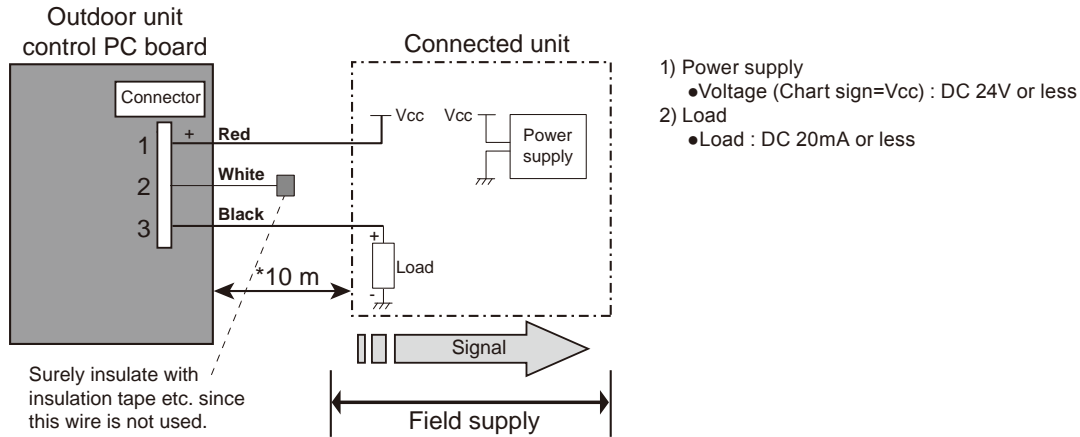 Outdoor unit
control PC board
Connector
1
+
Red
2
White
3
Black
*10 m
Surely insulate with
insulation tape etc. since
this wire is not used.
Connected unit
Vcc
Vcc
Power
supply
+
Load
-
Signal
Field supply
1) Power supply
●Voltage (Chart sign=Vcc) : DC 24V or less
2) Load
●Load : DC 20mA or less